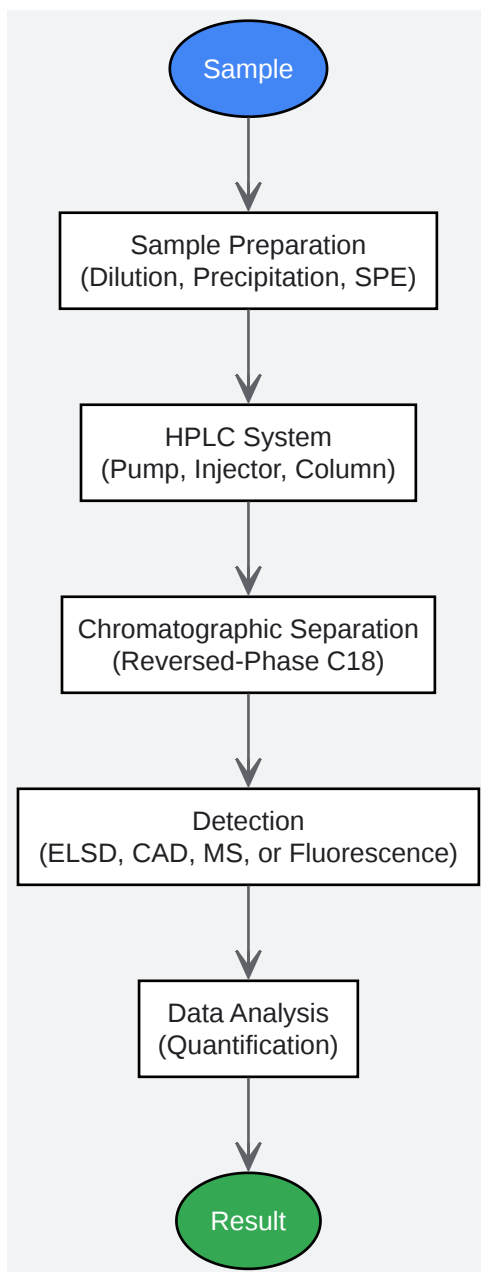 Sample
Sample Preparation
(Dilution, Precipitation, SPE)
HPLC System
(Pump, Injector, Column)
Chromatographic Separation
(Reversed-Phase C18)
Detection
(ELSD, CAD, MS, or Fluorescence)
Data Analysis
(Quantification)
Result